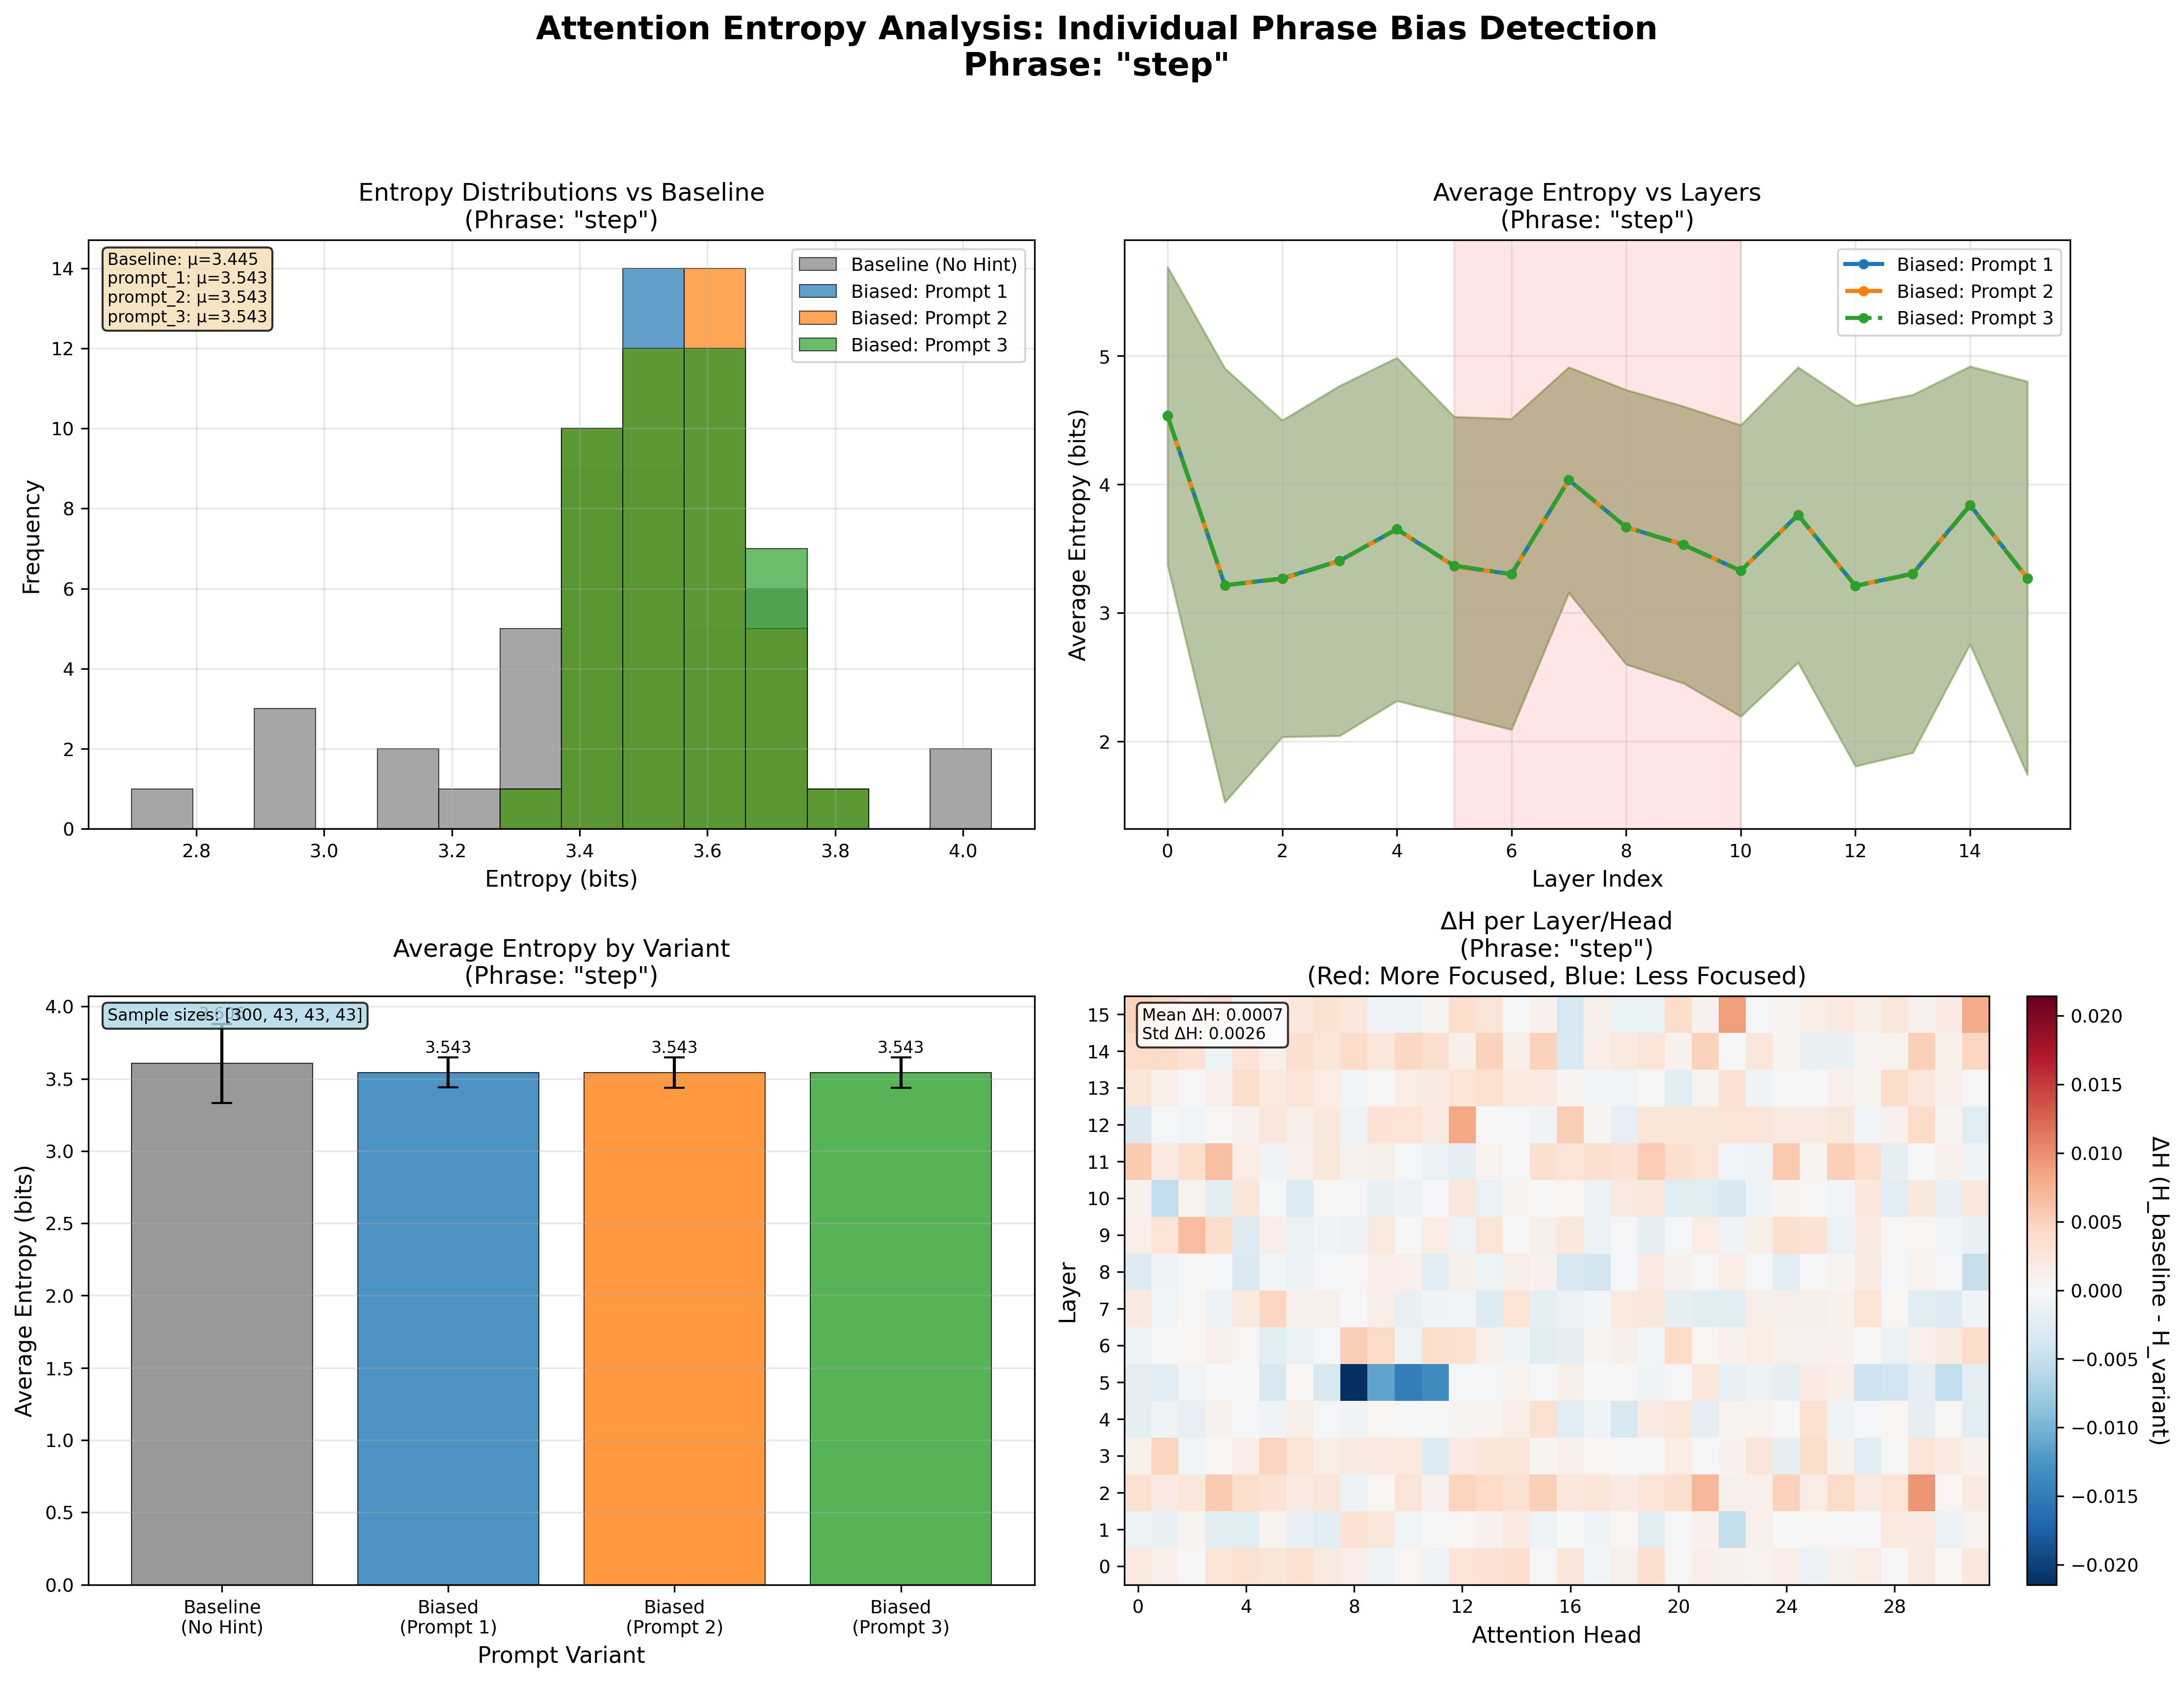 Attention Entropy Analysis: Individual Phrase Bias Detection
Phrase: "step"
Entropy Distributions vs Baseline
(Phrase: "step")
Baseline: μ=3.445
prompt_1: μ=3.543
prompt_2: μ=3.543
prompt_3: μ=3.543
Baseline (No Hint)
Biased: Prompt 1
Biased: Prompt 2
Biased: Prompt 3
Frequency
14
12
10
8
6
4
2
0
2.8
3.0
3.2
3.4
3.6
3.8
4.0
Entropy (bits)
Average Entropy vs Layers
(Phrase: "step")
Biased: Prompt 1
Biased: Prompt 2
Biased: Prompt 3
Average Entropy (bits)
5
4
3
2
0
2
4
6
8
10
12
14
Layer Index
Average Entropy by Variant
(Phrase: "step")
Sample sizes: [300, 43, 43, 43]
3.543
3.543
3.543
Average Entropy (bits)
4.0
3.5
3.0
2.5
2.0
1.5
1.0
0.5
0.0
Baseline
(No Hint)
Biased
(Prompt 1)
Biased
(Prompt 2)
Biased
(Prompt 3)
Prompt Variant
ΔH per Layer/Head
(Phrase: "step")
(Red: More Focused, Blue: Less Focused)
Mean ΔH: 0.0007
Std ΔH: 0.0026
Layer
15
14
13
12
11
10
9
8
7
6
5
4
3
2
1
0
0
4
8
12
16
20
24
28
Attention Head
0.020
0.015
0.010
0.005
0.000
−0.005
−0.010
−0.015
−0.020
ΔH (H_baseline - H_variant)